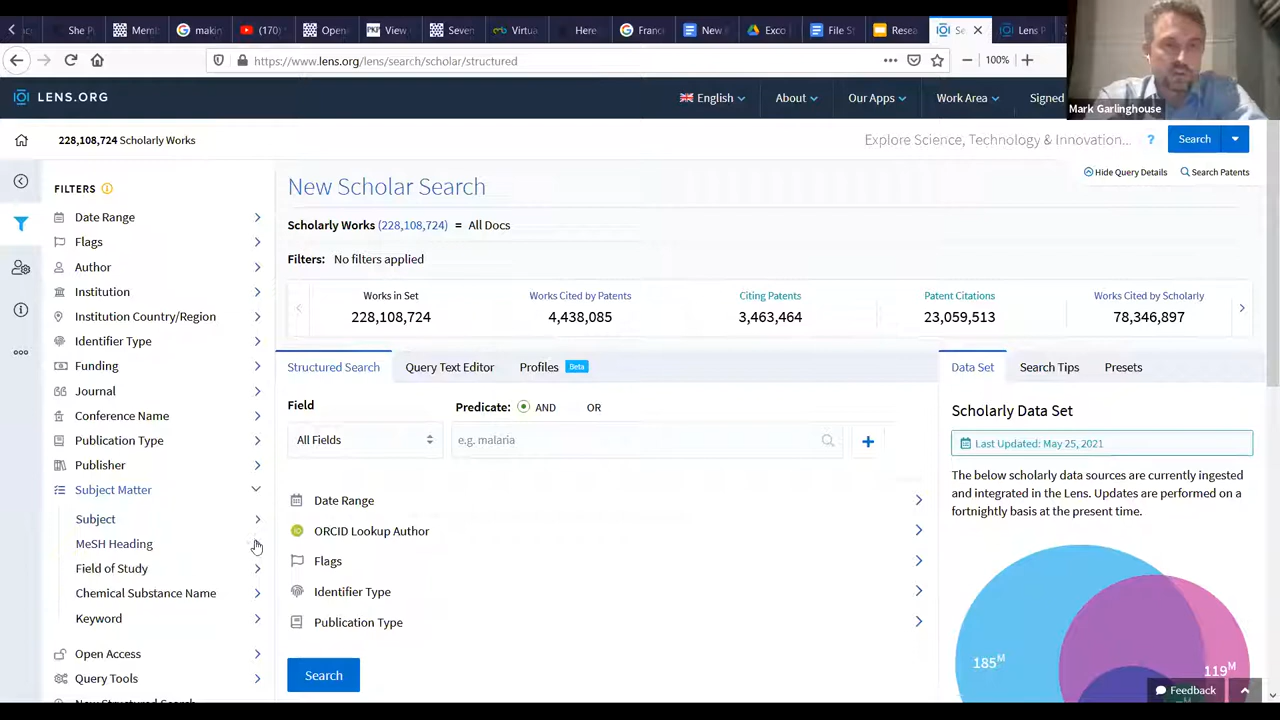 She P
Memb
makin
(170)
Open
View
Seven
Virtua
Here
France
New F
Exco
File S
Resea
Se
Lens P
https://www.lens.org/lens/search/scholar/structured
100%
LENS.ORG
English
About
Our Apps
Work Area
Signed
Mark Garlinghouse
228,108,724 Scholarly Works
Explore Science, Technology & Innovation...
?
Search
Hide Query Details
Search Patents
FILTERS
Date Range
Flags
Author
Institution
Institution Country/Region
Identifier Type
Funding
Journal
Conference Name
Publication Type
Publisher
Subject Matter
Subject
MeSH Heading
Field of Study
Chemical Substance Name
Keyword
Open Access
Query Tools
New Structured Search
New Scholar Search
Scholarly Works (228,108,724) = All Docs
Filters: No filters applied
Works in Set
228,108,724
Works Cited by Patents
4,438,085
Citing Patents
3,463,464
Patent Citations
23,059,513
Works Cited by Scholarly
78,346,897
Structured Search
Query Text Editor
Profiles
Beta
Field
Predicate:
AND
OR
All Fields
e.g. malaria
Date Range
ORCID Lookup Author
Flags
Identifier Type
Publication Type
Search
Data Set
Search Tips
Presets
Scholarly Data Set
Last Updated: May 25, 2021
The below scholarly data sources are currently ingested
and integrated in the Lens. Updates are performed on a
fortnightly basis at the present time.
185M
119M
Feedback